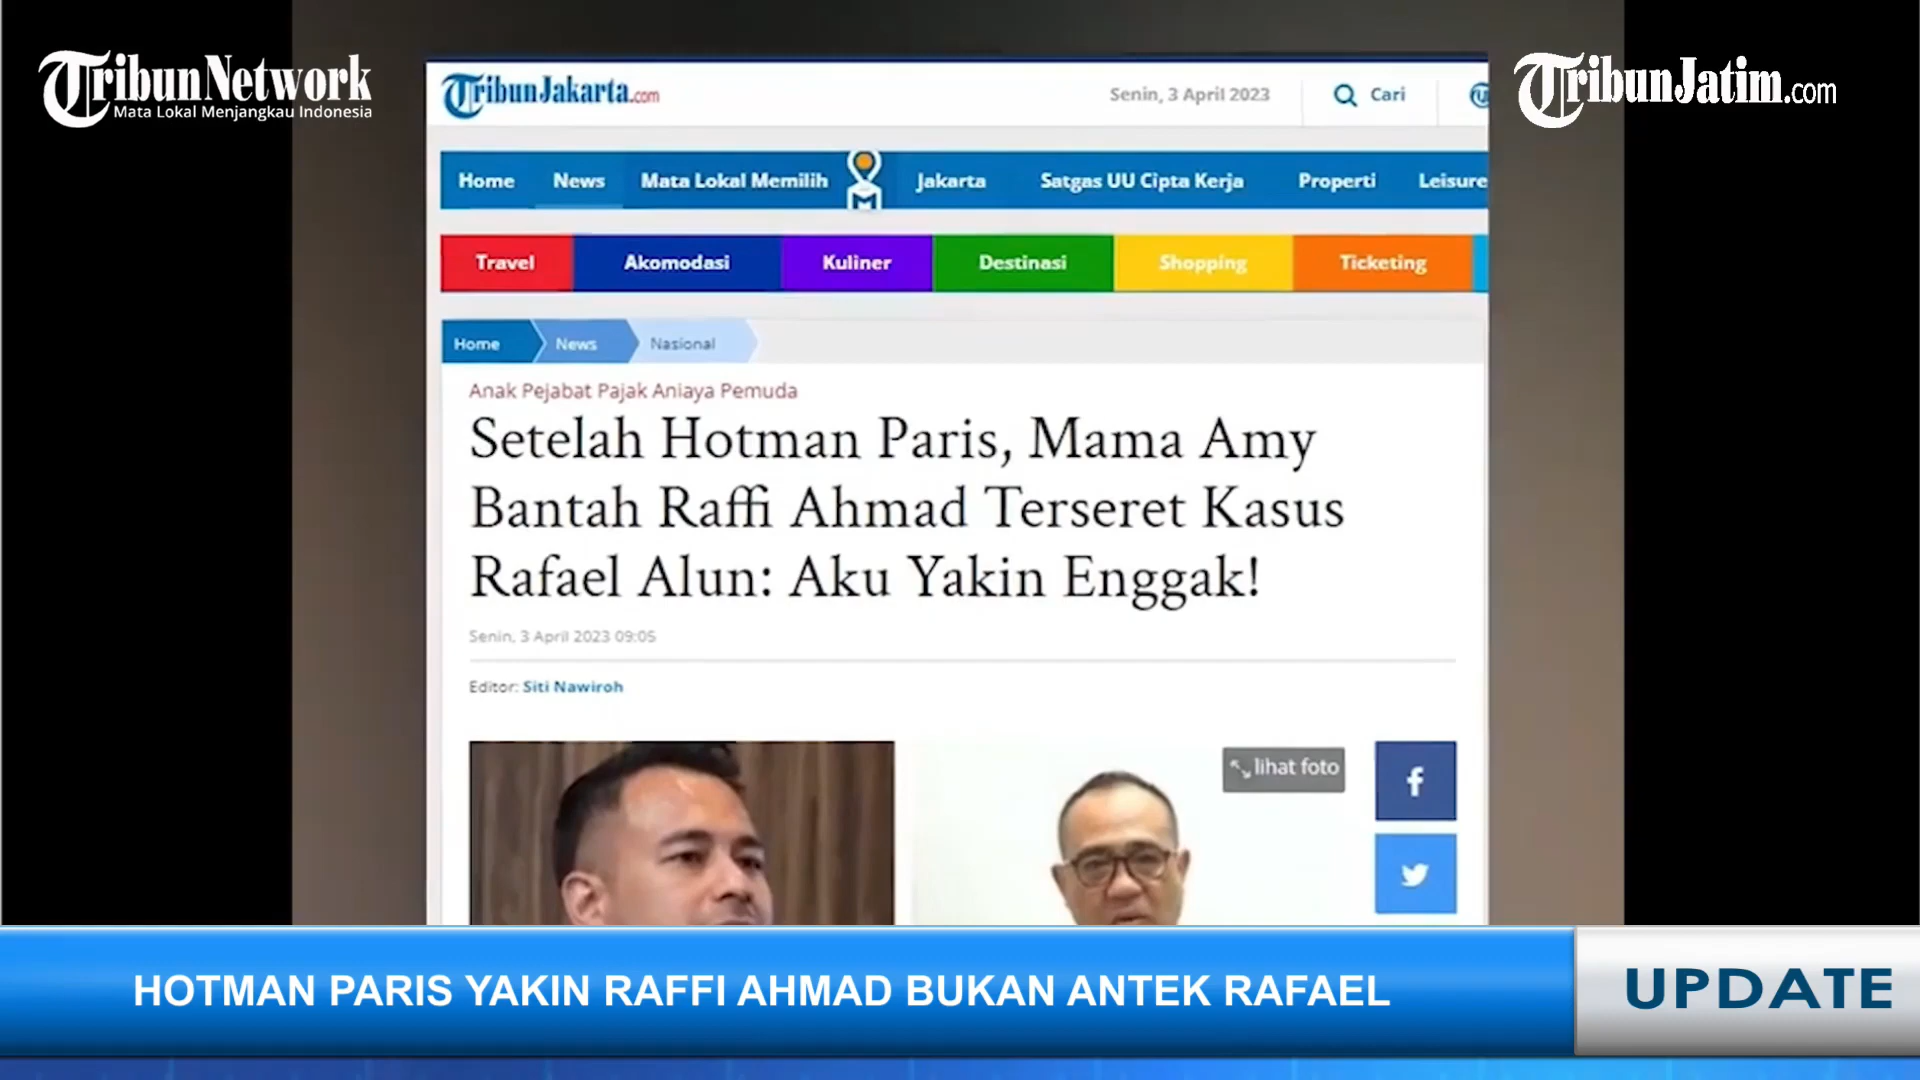 TribunNetwork
Mata Lokal Menjangkau Indonesia
TribunJakarta.com
Senin, 3 April 2023
Cari
TribunJatim.com
Home News Mata Lokal Memilih Jakarta Satgas UU Cipta Kerja Properti Leisure
Travel Akomodasi Kuliner Destinasi Shopping Ticketing
Home News Nasional
Anak Pejabat Pajak Aniaya Pemuda
Setelah Hotman Paris, Mama Amy
Bantah Raffi Ahmad Terseret Kasus
Rafael Alun: Aku Yakin Enggak!
Senin, 3 April 2023 09:05
Editor: Siti Nawiroh
lihat foto
HOTMAN PARIS YAKIN RAFFI AHMAD BUKAN ANTEK RAFAEL
UPDATE